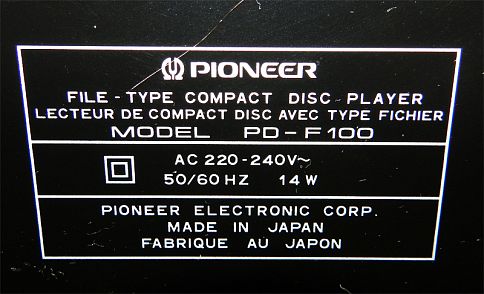 PIONEER
FILE-TYPE COMPACT DISC PLAYER
LECTEUR DE COMPACT DISC AVEC TYPE FICHIER
MODEL PD-F100
AC 220-240V~
50/60 HZ 14 W
PIONEER ELECTRONIC CORP.
MADE IN JAPAN
FABRIQUE AU JAPON